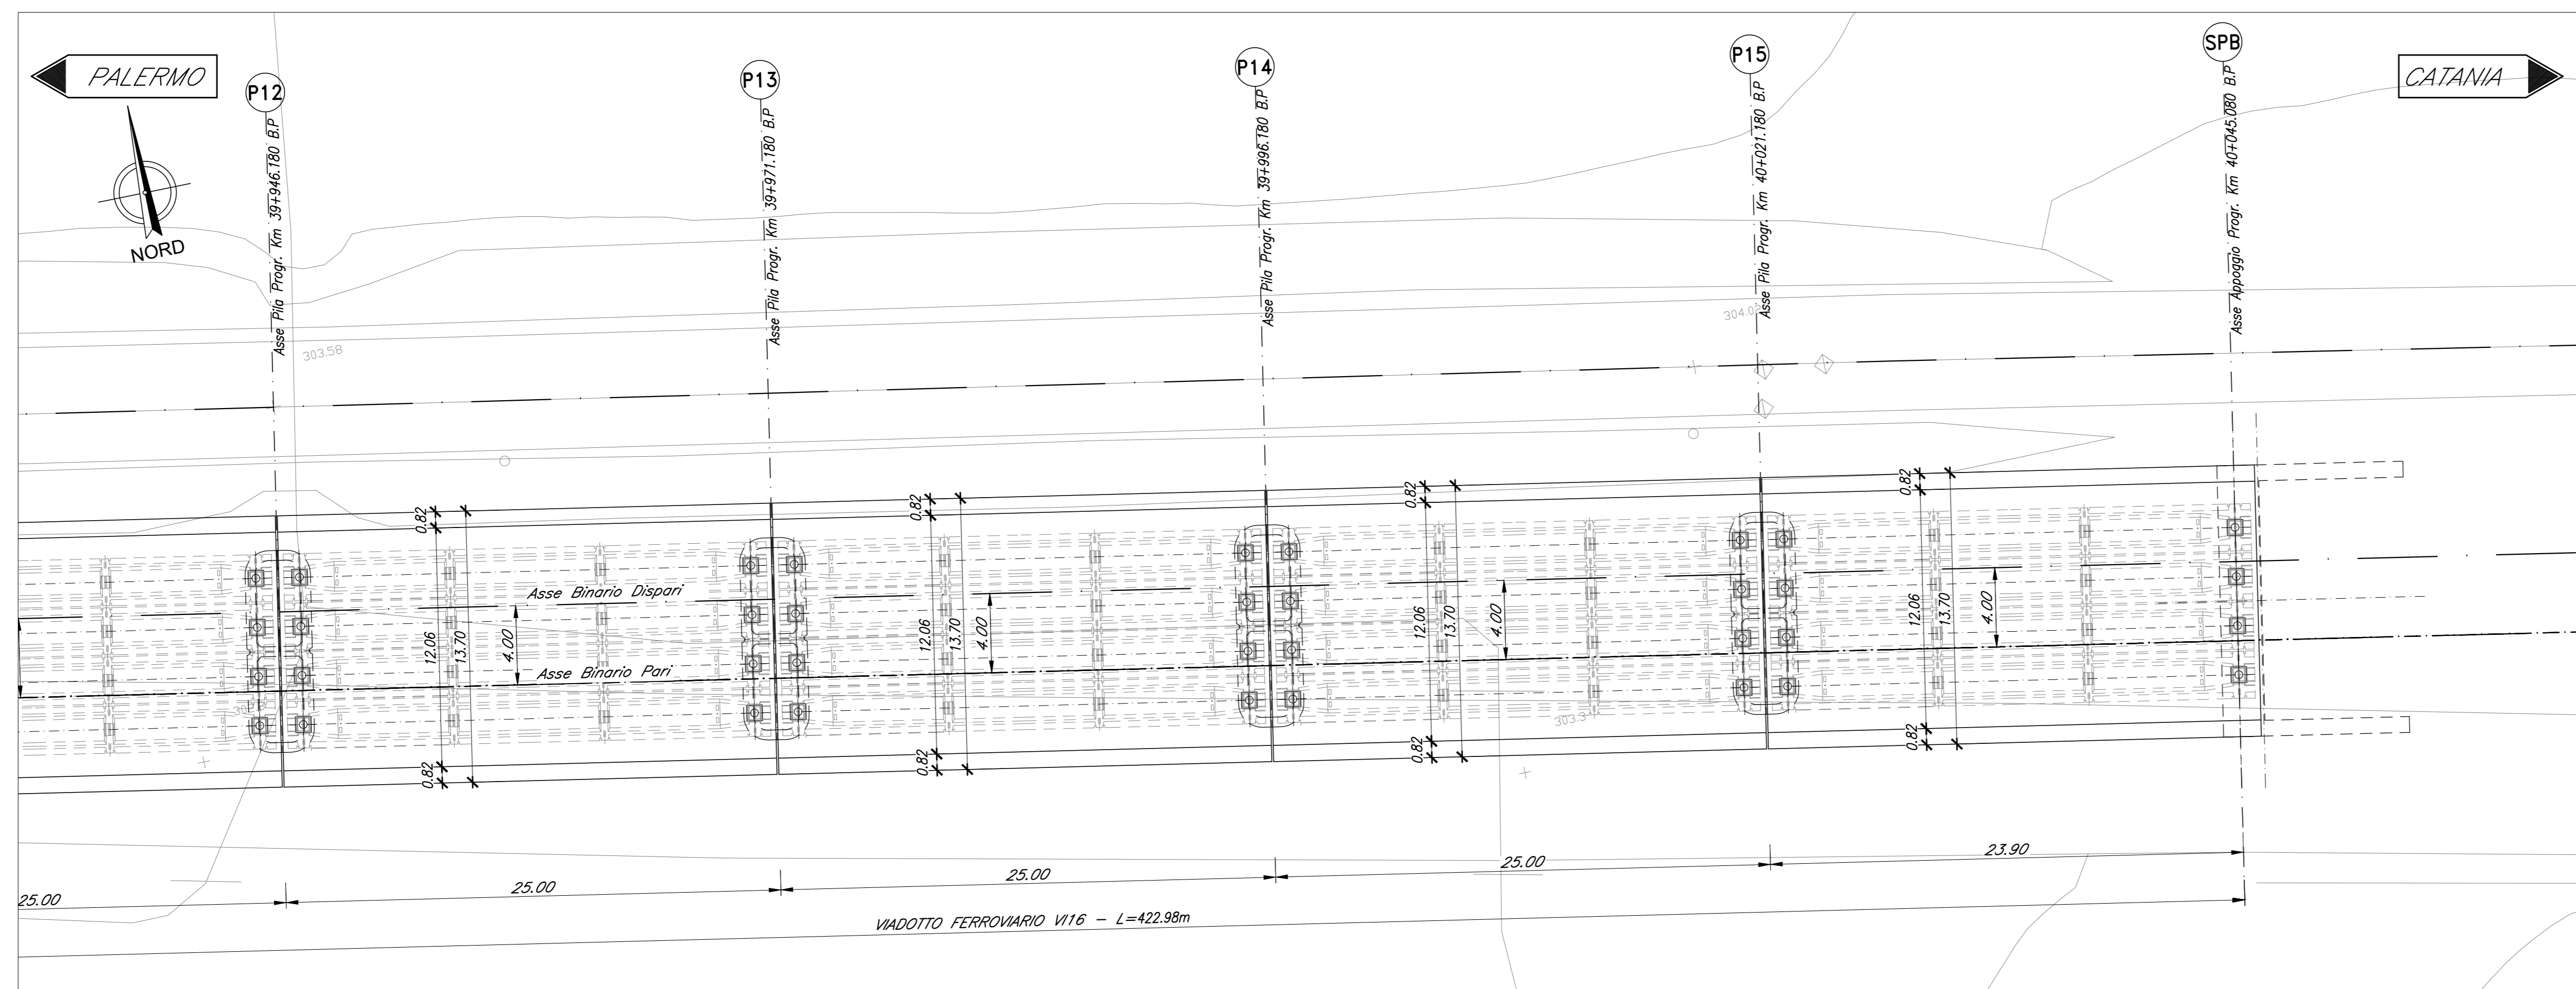 PALERMO
CATANIA
NORD
P12
P13
P14
P15
SPB
Asse Pila Progr. Km 39+946.180 B.P
Asse Pila Progr. Km 39+971.180 B.P
Asse Pila Progr. Km 39+996.180 B.P
Asse Pila Progr. Km 40+021.180 B.P
Asse Appoggio Progr. Km 40+045.080 B.P
303.58
0.82
12.06
13.70
0.82
4.00
Asse Binario Dispari
Asse Binario Pari
0.82
12.06
13.70
0.82
4.00
0.82
12.06
13.70
0.82
4.00
0.82
12.06
13.70
0.82
4.00
25.00
25.00
25.00
25.00
23.90
VIADOTTO FERROVIARIO VI16 - L=422.98m